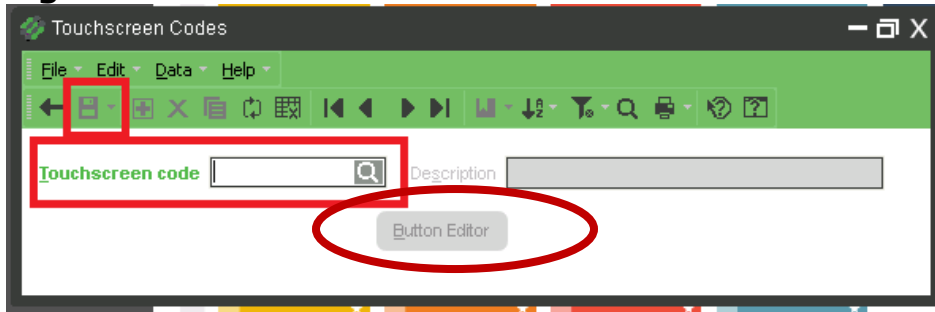 Touchscreen Codes
File Edit Data Help
Touchscreen code Description
Button Editor